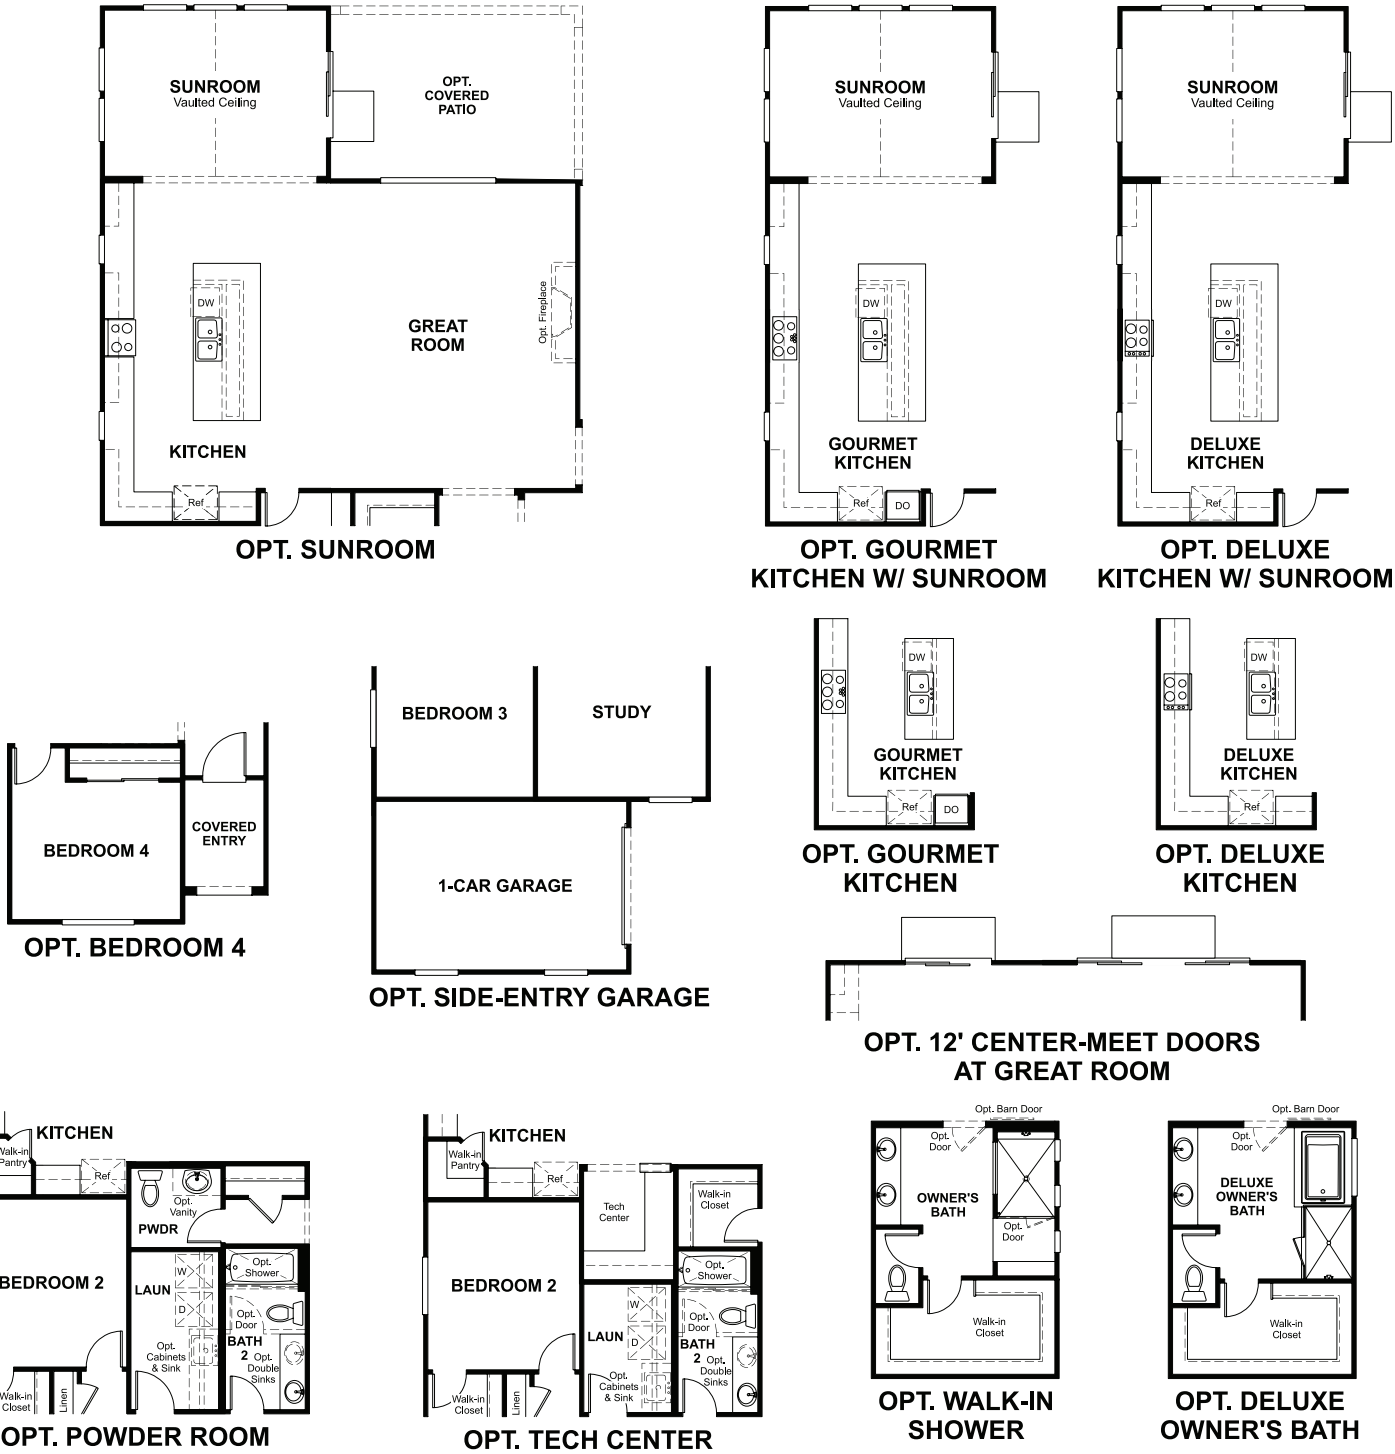 SUNROOM
Vaulted Ceiling
OPT.
COVERED
PATIO
DW
GREAT
ROOM
Opt. Fireplace
KITCHEN
Ref
OPT. SUNROOM
SUNROOM
Vaulted Ceiling
DW
GOURMET
KITCHEN
Ref
DO
OPT. GOURMET
KITCHEN W/ SUNROOM
SUNROOM
Vaulted Ceiling
DW
DELUXE
KITCHEN
Ref
OPT. DELUXE
KITCHEN W/ SUNROOM
BEDROOM 4
COVERED
ENTRY
OPT. BEDROOM 4
BEDROOM 3
STUDY
1-CAR GARAGE
OPT. SIDE-ENTRY GARAGE
DW
GOURMET
KITCHEN
Ref
DO
OPT. GOURMET
KITCHEN
DW
DELUXE
KITCHEN
Ref
OPT. DELUXE
KITCHEN
OPT. 12' CENTER-MEET DOORS
AT GREAT ROOM
KITCHEN
Walk-in
Pantry
Ref
Opt.
Vanity
PWDR
BEDROOM 2
LAUN
W
D
Opt.
Cabinets
& Sink
Opt.
Shower
Opt.
Door
BATH
2
Opt.
Double
Sinks
Walk-in
Closet
Linen
OPT. POWDER ROOM
KITCHEN
Walk-in
Pantry
Ref
Tech
Center
Walk-in
Closet
BEDROOM 2
LAUN
W
D
Opt.
Cabinets
& Sink
Opt.
Shower
Opt.
Door
BATH
2
Opt.
Double
Sinks
Walk-in
Closet
Linen
OPT. TECH CENTER
Opt. Barn Door
Opt.
Door
OWNER'S
BATH
Opt.
Door
Walk-in
Closet
OPT. WALK-IN
SHOWER
Opt. Barn Door
Opt.
Door
DELUXE
OWNER'S
BATH
Walk-in
Closet
OPT. DELUXE
OWNER'S BATH